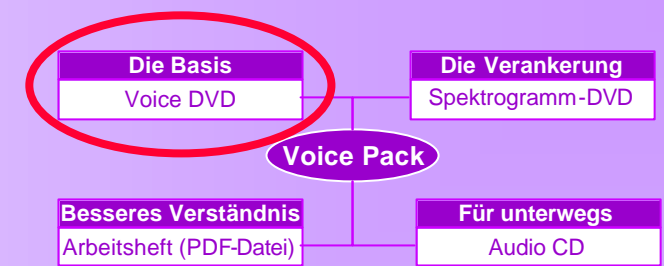 Die Basis
Voice DVD
Die Verankerung
Spektrogramm-DVD
Voice Pack
Besseres Verständnis
Arbeitsheft (PDF-Datei)
Für unterwegs
Audio CD